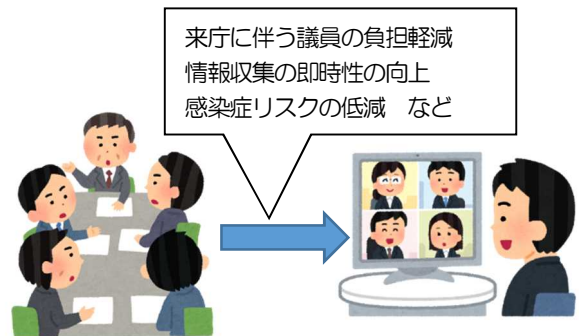 来庁に伴う議員の負担軽減
情報収集の即時性の向上
感染症リスクの低減　など